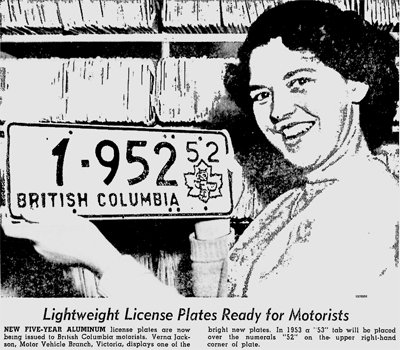 1-952 52
BRITISH COLUMBIA
Lightweight License Plates Ready for Motorists
NEW FIVE-YEAR ALUMINUM license plates are now
being issued to British Columbia motorists. Verna Jack-
son, Motor Vehicle Branch, Victoria, displays one of the
bright new plates. In 1953 a "53" tab will be placed
over the numerals "52" on the upper right-hand
corner of plate.